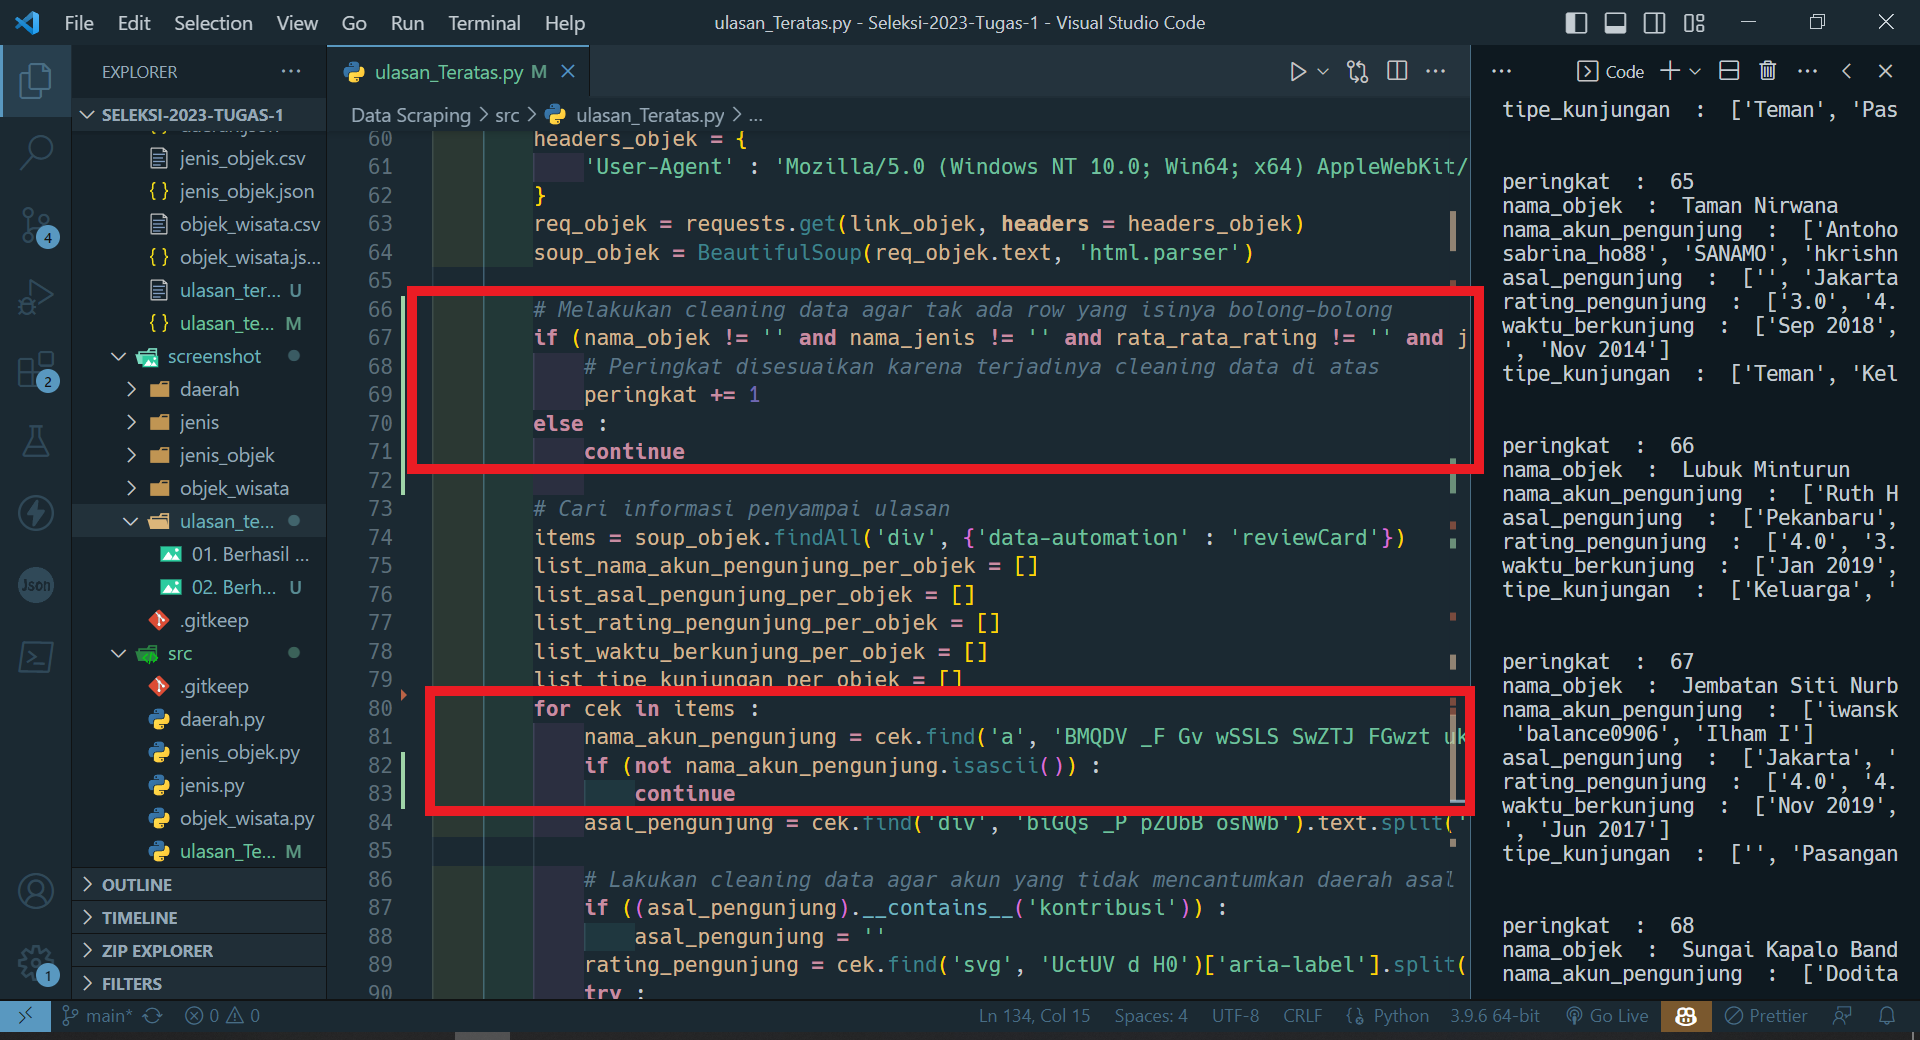 File Edit Selection View Go Run Terminal Help
ulasan_Teratas.py - Seleksi-2023-Tugas-1 - Visual Studio Code
EXPLORER
SELEKSI-2023-TUGAS-1
daerah.json
jenis_objek.csv
jenis_objek.json
objek_wisata.csv
objek_wisata.js...
ulasan_ter... U
ulasan_te... M
screenshot
daerah
jenis
jenis_objek
objek_wisata
ulasan_te...
01. Berhasil ...
02. Berh... U
.gitkeep
src
.gitkeep
daerah.py
jenis_objek.py
jenis.py
objek_wisata.py
ulasan_Te... M
OUTLINE
TIMELINE
ZIP EXPLORER
FILTERS
4
2
Json
1
ulasan_Teratas.py M
Data Scraping > src > ulasan_Teratas.py > ...
60 headers_objek = {
61 'User-Agent' : 'Mozilla/5.0 (Windows NT 10.0; Win64; x64) AppleWebKit/
62 }
63 req_objek = requests.get(link_objek, headers = headers_objek)
64 soup_objek = BeautifulSoup(req_objek.text, 'html.parser')
65
66 # Melakukan cleaning data agar tak ada row yang isinya bolong-bolong
67 if (nama_objek != '' and nama_jenis != '' and rata_rata_rating != '' and j
68 # Peringkat disesuaikan karena terjadinya cleaning data di atas
69 peringkat += 1
70 else :
71 continue
72
73 # Cari informasi penyampai ulasan
74 items = soup_objek.findAll('div', {'data-automation' : 'reviewCard'})
75 list_nama_akun_pengunjung_per_objek = []
76 list_asal_pengunjung_per_objek = []
77 list_rating_pengunjung_per_objek = []
78 list_waktu_berkunjung_per_objek = []
79 list_tipe_kunjungan_per_objek = []
80 for cek in items :
81 nama_akun_pengunjung = cek.find('a', 'BMQDV _F Gv wSSLS SwZTJ FGwzt uk
82 if (not nama_akun_pengunjung.isascii()) :
83 continue
84 asal_pengunjung = cek.find('div', 'biGQs _P pZUbB osNWb').text.split('
85
86 # Lakukan cleaning data agar akun yang tidak mencantumkan daerah asal
87 if ((asal_pengunjung).__contains__('kontribusi')) :
88 asal_pengunjung = ''
89 rating_pengunjung = cek.find('svg', 'UctUV d H0')['aria-label'].split(
90 try :
Code
tipe_kunjungan : ['Teman', 'Pas
peringkat : 65
nama_objek : Taman Nirwana
nama_akun_pengunjung : ['Antoho
sabrina_ho88', 'SANAMO', 'hkrishn
asal_pengunjung : ['', 'Jakarta
rating_pengunjung : ['3.0', '4.
waktu_berkunjung : ['Sep 2018',
', 'Nov 2014']
tipe_kunjungan : ['Teman', 'Kel
peringkat : 66
nama_objek : Lubuk Minturun
nama_akun_pengunjung : ['Ruth H
asal_pengunjung : ['Pekanbaru',
rating_pengunjung : ['4.0', '3.
waktu_berkunjung : ['Jan 2019',
tipe_kunjungan : ['Keluarga', '
peringkat : 67
nama_objek : Jembatan Siti Nurb
nama_akun_pengunjung : ['iwansk
'balance0906', 'Ilham I']
asal_pengunjung : ['Jakarta', '
rating_pengunjung : ['4.0', '4.
waktu_berkunjung : ['Nov 2019',
', 'Jun 2017']
tipe_kunjungan : ['', 'Pasangan
peringkat : 68
nama_objek : Sungai Kapalo Band
nama_akun_pengunjung : ['Dodita
main* 0 0 Ln 134, Col 15 Spaces: 4 UTF-8 CRLF Python 3.9.6 64-bit Go Live Prettier